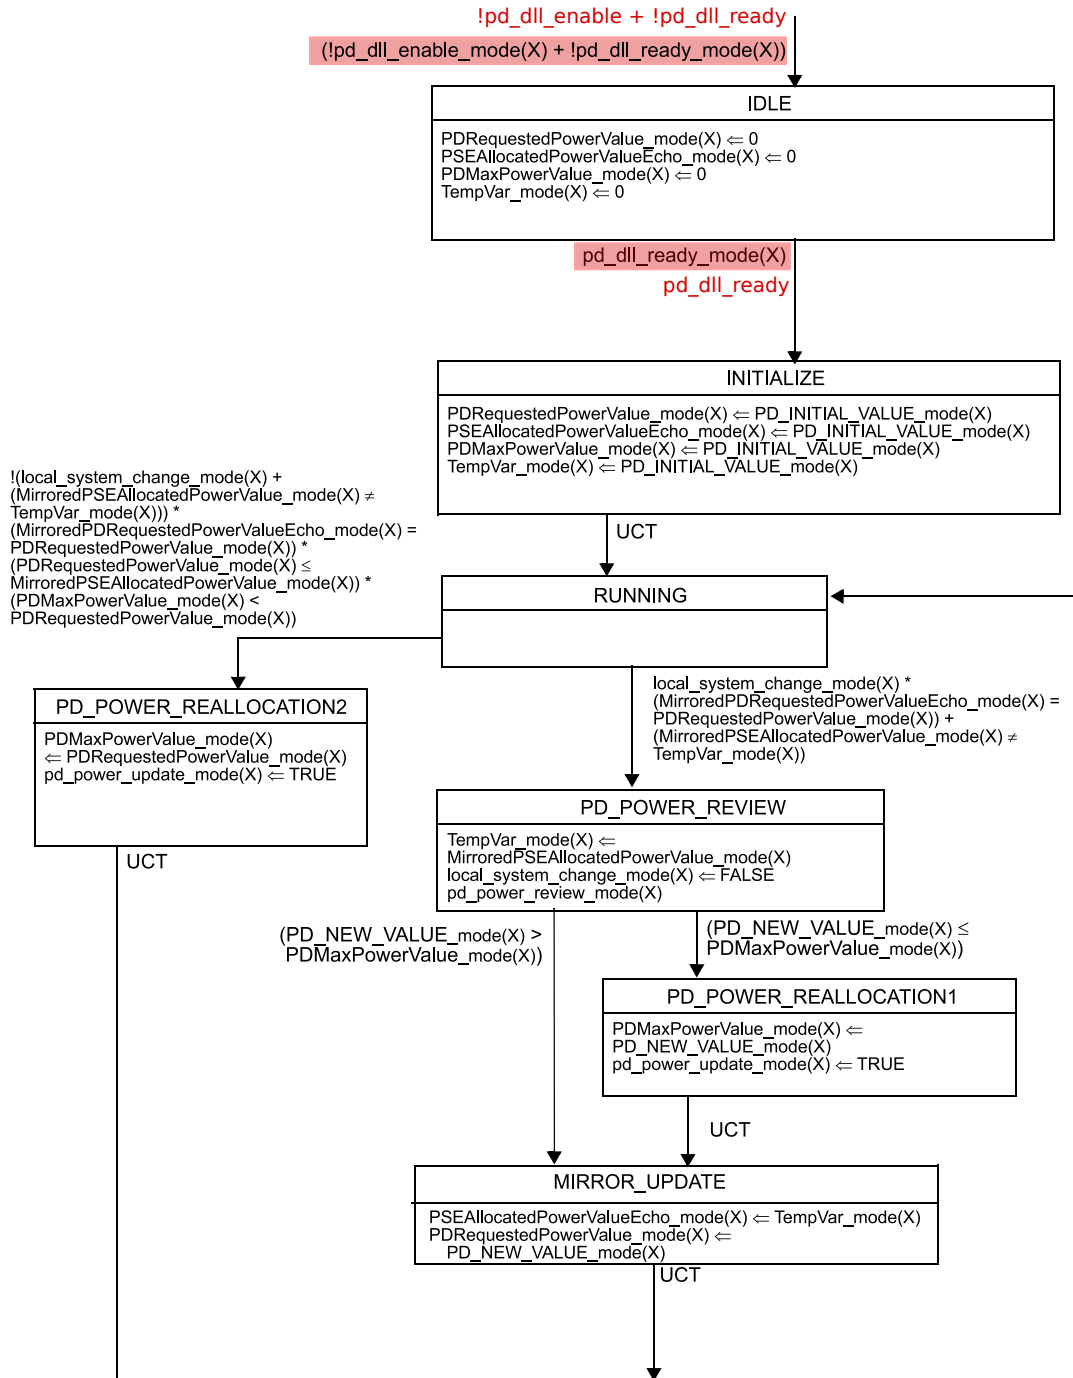 !pd_dll_enable + !pd_dll_ready
(!pd_dll_enable_mode(X) + !pd_dll_ready_mode(X))
IDLE
PDRequestedPowerValue_mode(X) ⇐ 0
PSEAllocatedPowerValueEcho_mode(X) ⇐ 0
PDMaxPowerValue_mode(X) ⇐ 0
TempVar_mode(X) ⇐ 0
pd_dll_ready_mode(X)
pd_dll_ready
INITIALIZE
PDRequestedPowerValue_mode(X) ⇐ PD_INITIAL_VALUE_mode(X)
PSEAllocatedPowerValueEcho_mode(X) ⇐ PD_INITIAL_VALUE_mode(X)
PDMaxPowerValue_mode(X) ⇐ PD_INITIAL_VALUE_mode(X)
TempVar_mode(X) ⇐ PD_INITIAL_VALUE_mode(X)
UCT
!(local_system_change_mode(X) +
(MirroredPSEAllocatedPowerValue_mode(X) ≠
TempVar_mode(X))) *
(MirroredPDRequestedPowerValueEcho_mode(X) =
PDRequestedPowerValue_mode(X)) *
(PDRequestedPowerValue_mode(X) ≤
MirroredPSEAllocatedPowerValue_mode(X)) *
(PDMaxPowerValue_mode(X) <
PDRequestedPowerValue_mode(X))
RUNNING
local_system_change_mode(X) *
(MirroredPDRequestedPowerValueEcho_mode(X) =
PDRequestedPowerValue_mode(X)) +
(MirroredPSEAllocatedPowerValue_mode(X) ≠
TempVar_mode(X))
PD_POWER_REALLOCATION2
PDMaxPowerValue_mode(X)
⇐ PDRequestedPowerValue_mode(X)
pd_power_update_mode(X) ⇐ TRUE
UCT
PD_POWER_REVIEW
TempVar_mode(X) ⇐
MirroredPSEAllocatedPowerValue_mode(X)
local_system_change_mode(X) ⇐ FALSE
pd_power_review_mode(X)
(PD_NEW_VALUE_mode(X) >
PDMaxPowerValue_mode(X))
(PD_NEW_VALUE_mode(X) ≤
PDMaxPowerValue_mode(X))
PD_POWER_REALLOCATION1
PDMaxPowerValue_mode(X) ⇐
PD_NEW_VALUE_mode(X)
pd_power_update_mode(X) ⇐ TRUE
UCT
MIRROR_UPDATE
PSEAllocatedPowerValueEcho_mode(X) ⇐ TempVar_mode(X)
PDRequestedPowerValue_mode(X) ⇐
PD_NEW_VALUE_mode(X)
UCT